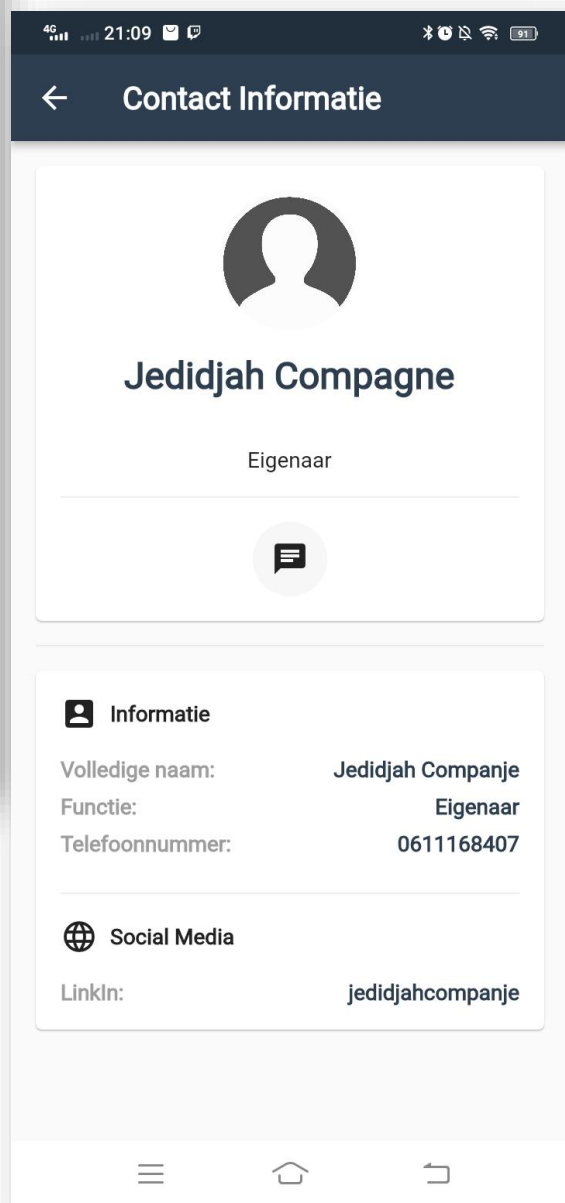 4G 21:09 91
Contact Informatie
Jedidjah Compagne
Eigenaar
Informatie
Volledige naam: Jedidjah Companje
Functie: Eigenaar
Telefoonnummer: 0611168407
Social Media
LinkIn: jedidjahcompanje